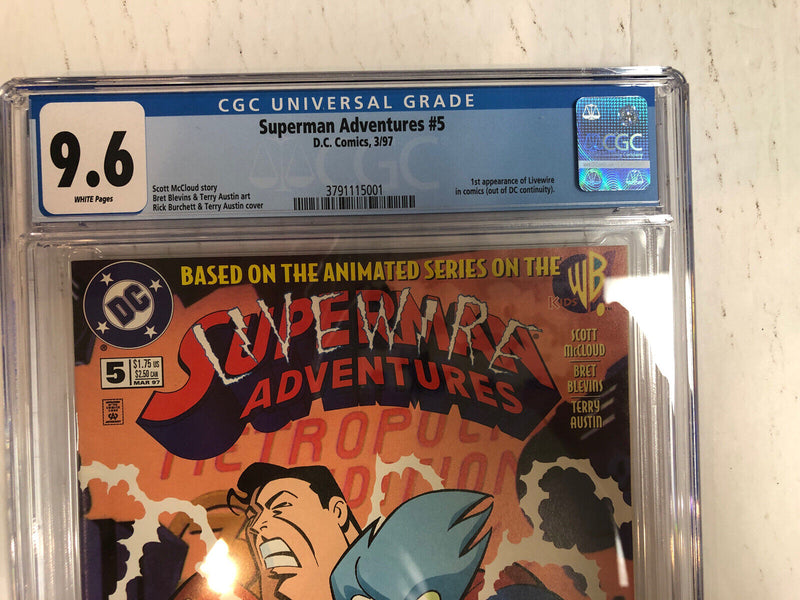 CGC UNIVERSAL GRADE
9.6
WHITE Pages
Superman Adventures #5
D.C. Comics, 3/97
Scott McCloud story
Bret Blevins & Terry Austin art
Rick Burchett & Terry Austin cover
3791115001
1st appearance of Livewire
in comics (out of DC continuity).
CGC
BASED ON THE ANIMATED SERIES ON THE
KIDS WB!
DC
SUPERMAN
LIVEWIRE
ADVENTURES
5
$1.75 US
$2.50 CAN
MAR 97
SCOTT
McCLOUD
BRET
BLEVINS
TERRY
AUSTIN